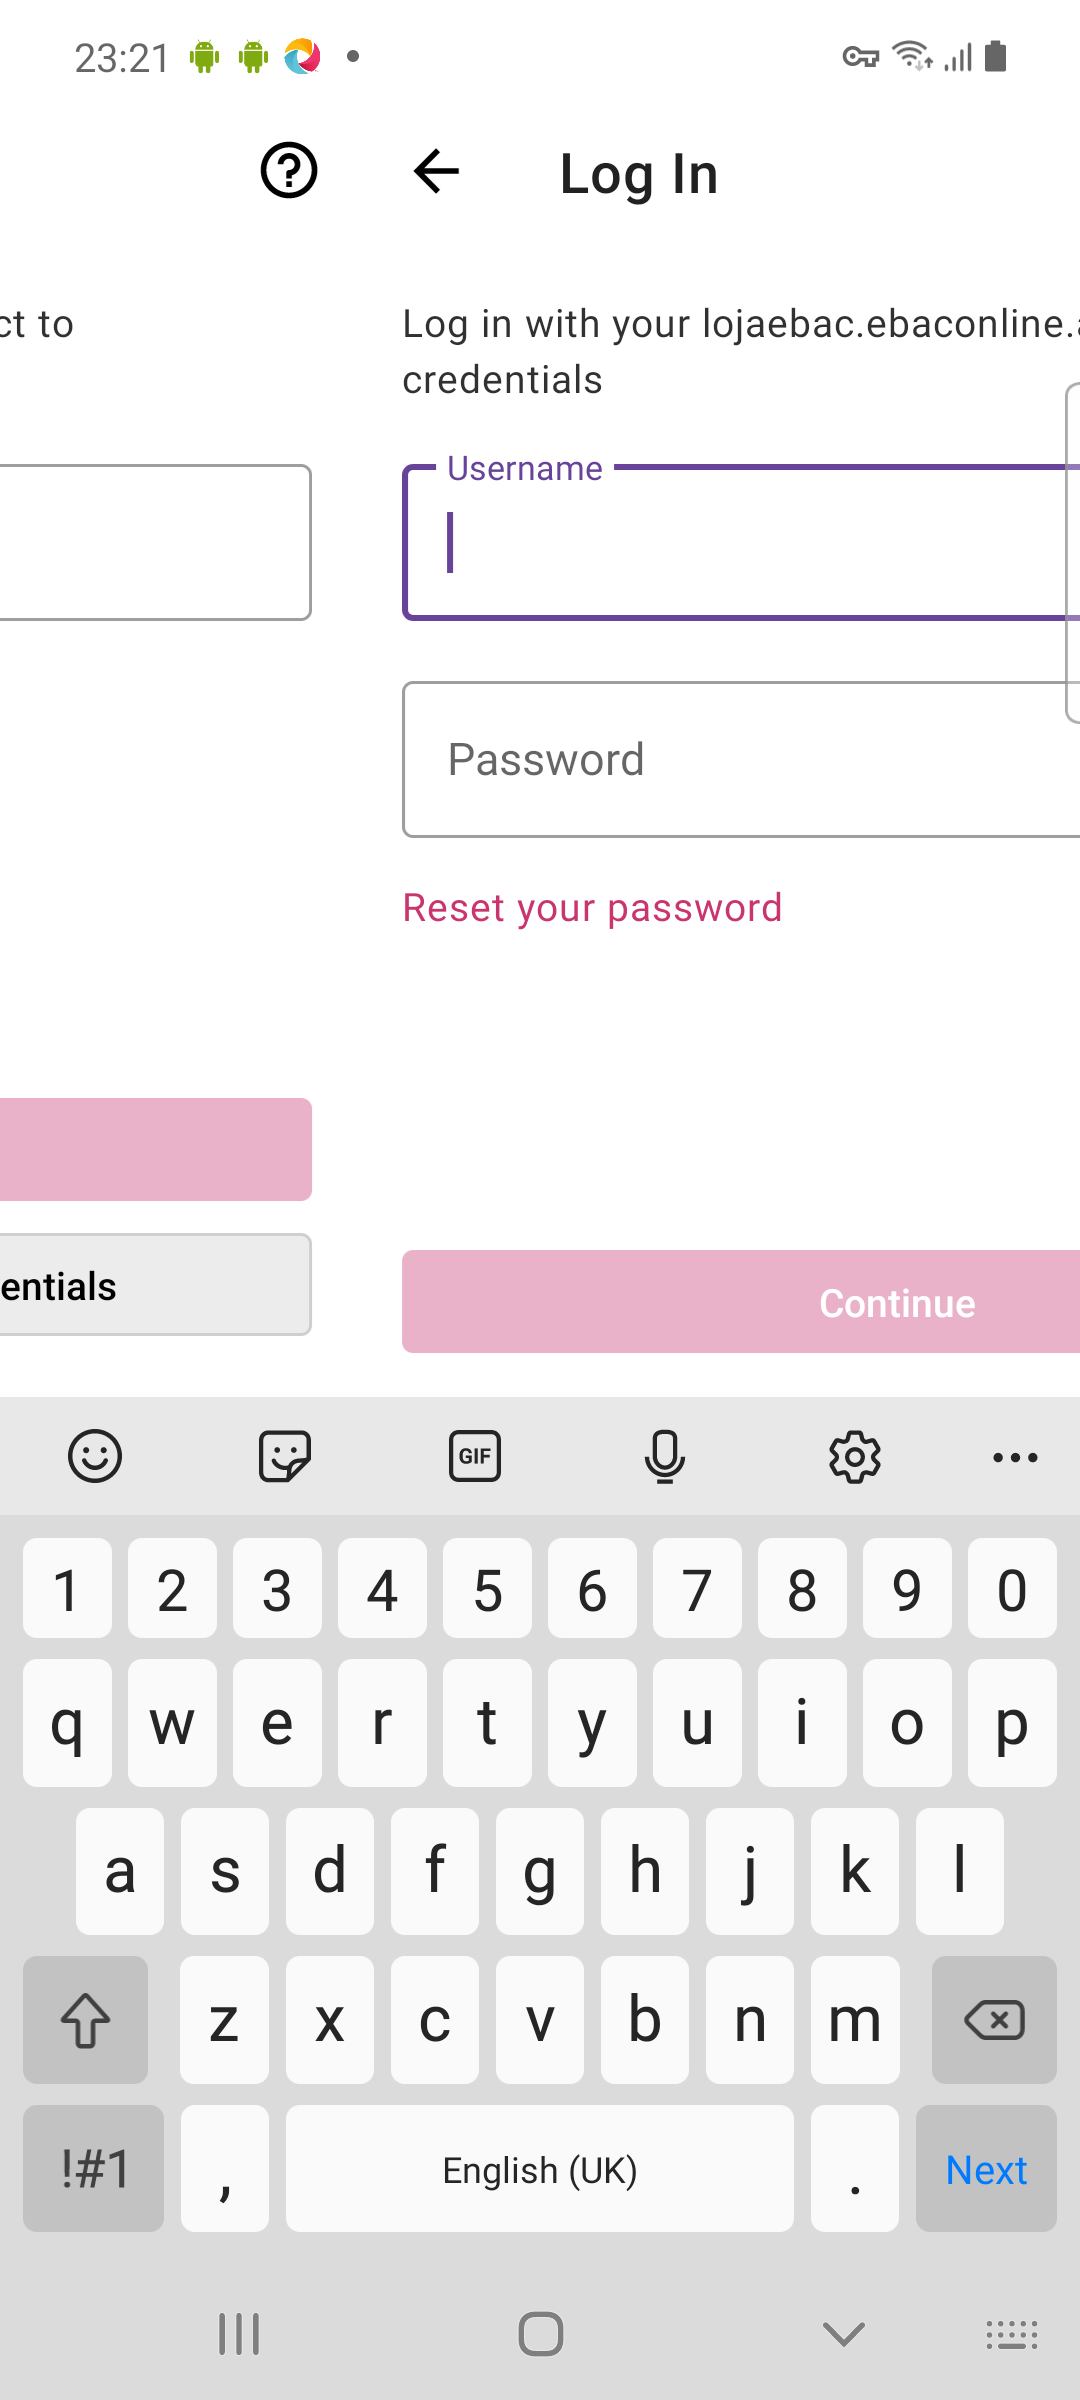 23:21
Log In
ct to
Log in with your lojaebac.ebaconline.
credentials
Username
Password
Reset your password
entials
Continue
GIF
1 2 3 4 5 6 7 8 9 0
q w e r t y u i o p
a s d f g h j k l
z x c v b n m
!#1 , English (UK) . Next